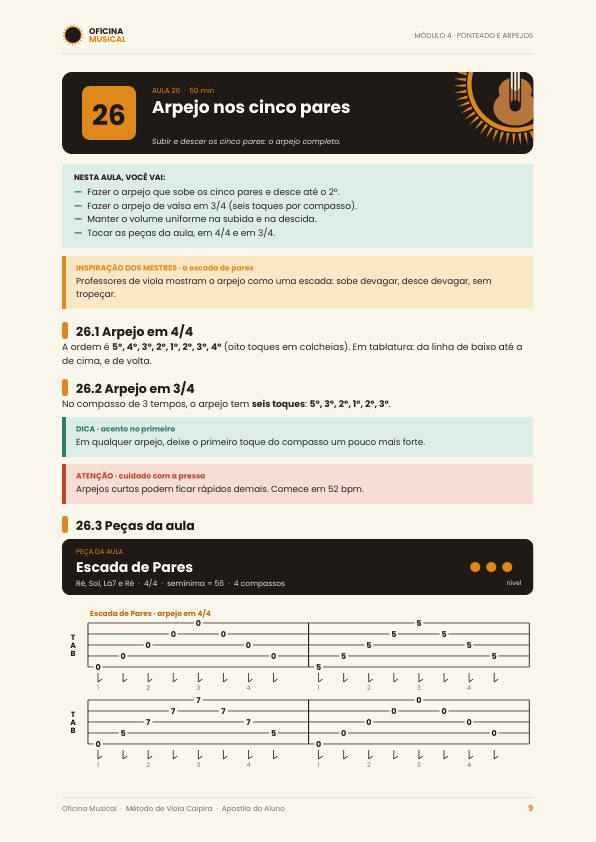 OFICINA
MUSICAL
MÓDULO 4 · PONTEADO E ARPEJOS
26
AULA 26 · 50 min
Arpejo nos cinco pares
Subir e descer os cinco pares: o arpejo completo.
NESTA AULA, VOCÊ VAI:
— Fazer o arpejo que sobe os cinco pares e desce até o 2º.
— Fazer o arpejo de valsa em 3/4 (seis toques por compasso).
— Manter o volume uniforme na subida e na descida.
— Tocar as peças da aula, em 4/4 e em 3/4.
INSPIRAÇÃO DOS MESTRES · a escada de pares
Professores de viola mostram o arpejo como uma escada: sobe devagar, desce devagar, sem
tropeçar.
26.1 Arpejo em 4/4
A ordem é 5º, 4º, 3º, 2º, 1º, 2º, 3º, 4º (oito toques em colcheias). Em tablatura: da linha de baixo até a
de cima, e de volta.
26.2 Arpejo em 3/4
No compasso de 3 tempos, o arpejo tem seis toques: 5º, 3º, 2º, 1º, 2º, 3º.
DICA · acento no primeiro
Em qualquer arpejo, deixe o primeiro toque do compasso um pouco mais forte.
ATENÇÃO · cuidado com a pressa
Arpejos curtos podem ficar rápidos demais. Comece em 52 bpm.
26.3 Peças da aula
PEÇA DA AULA
Escada de Pares
Ré, Sol, Lá7 e Ré · 4/4 · semínima = 56 · 4 compassos
nível
Escada de Pares · arpejo em 4/4
T
A
B
0 0 0 0 0 0 0 0 5 5 5 5 5 5 5 5
1 2 3 4 1 2 3 4
T
A
B
0 5 7 7 7 7 7 5 0 0 0 0 0 0 0 0
1 2 3 4 1 2 3 4
Oficina Musical · Método de Viola Caipira · Apostila do Aluno
9